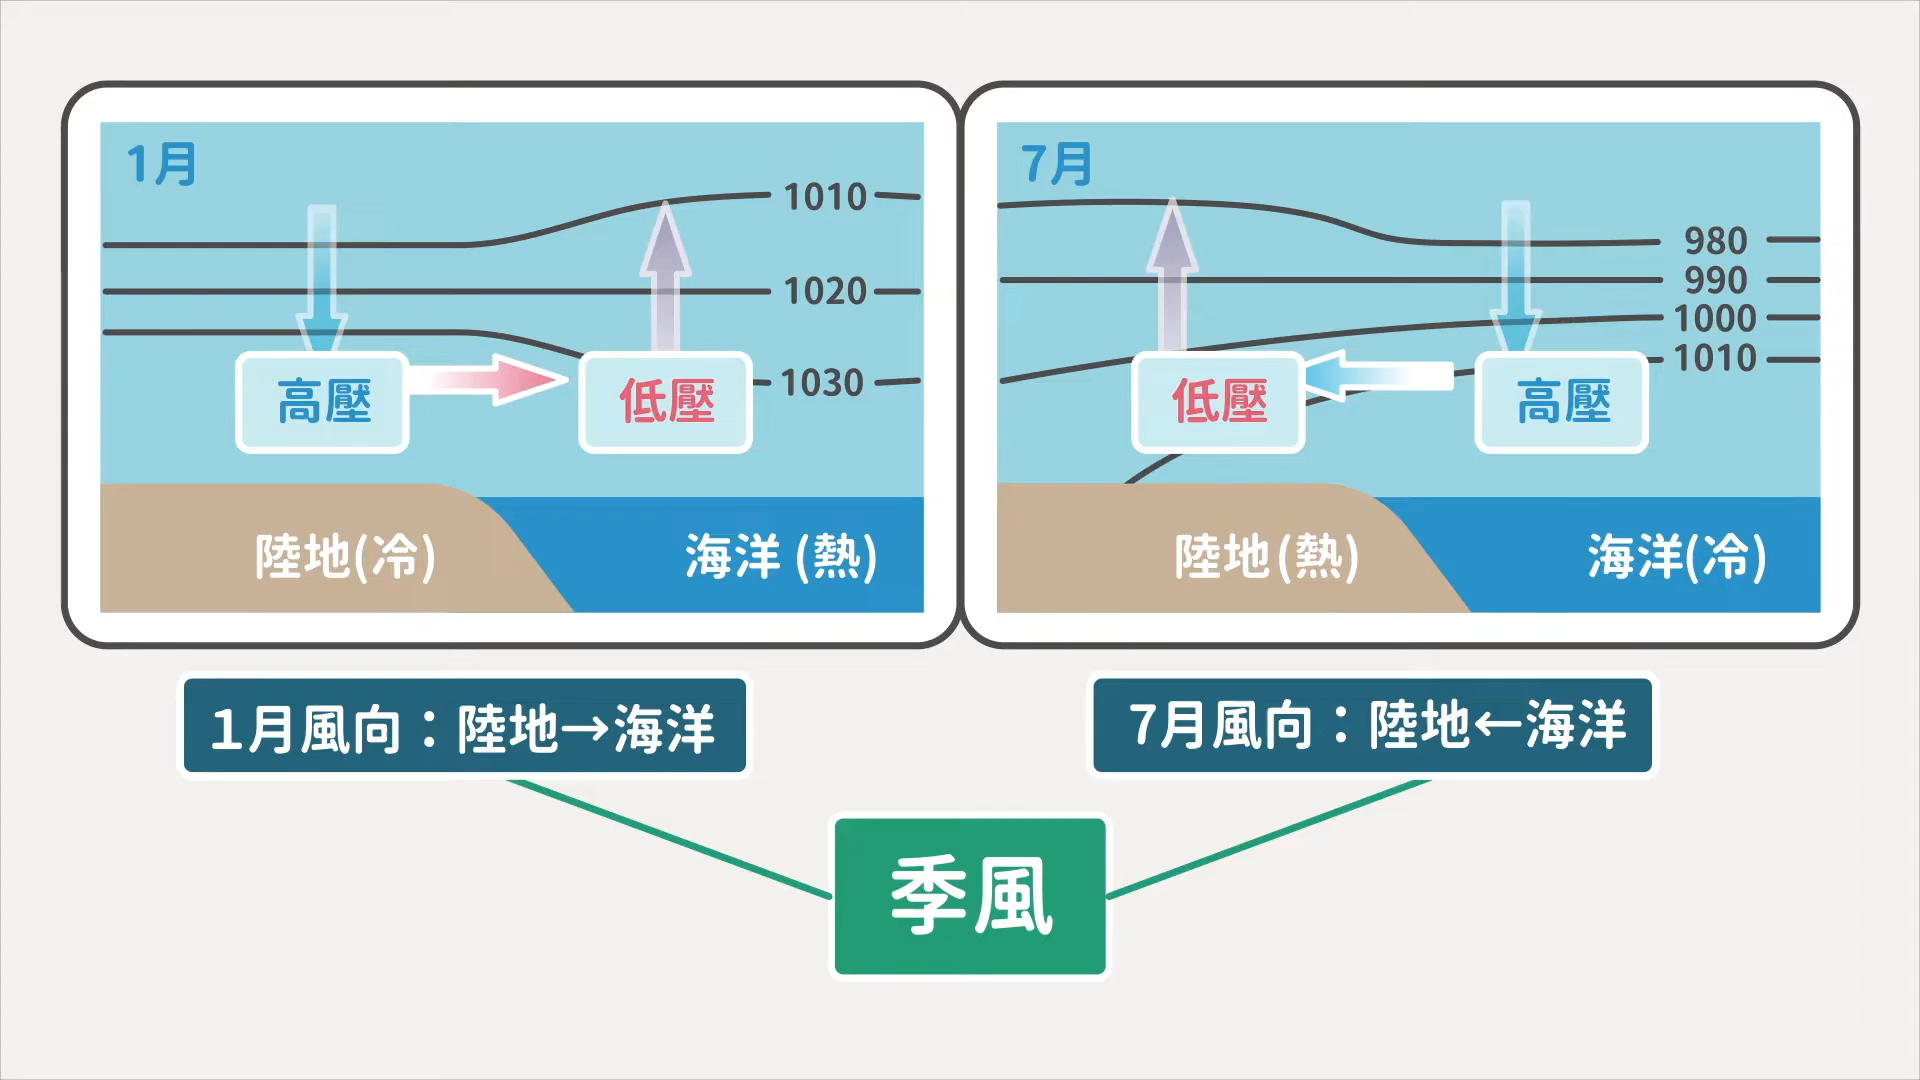 1月
1010
1020
1030
高壓
低壓
陸地(冷)
海洋 (熱)
7月
980
990
1000
1010
低壓
高壓
陸地(熱)
海洋(冷)
1月風向：陸地→海洋
7月風向：陸地←海洋
季風